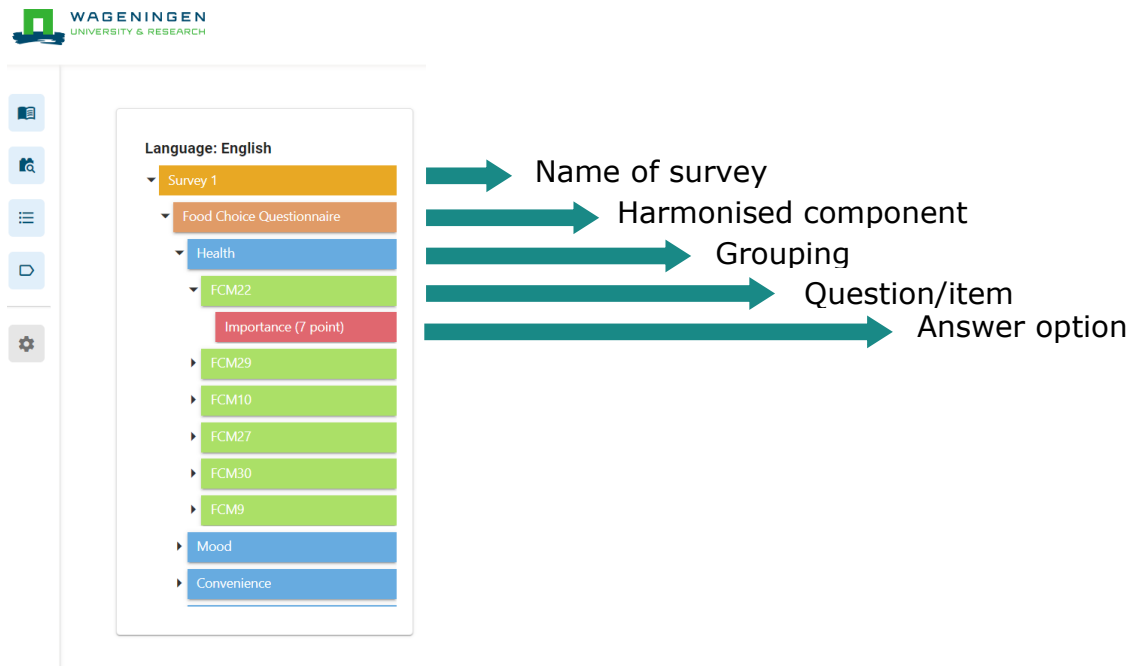 WAGENINGEN
UNIVERSITY & RESEARCH
Language: English
Survey 1
Name of survey
Food Choice Questionnaire
Harmonised component
Health
Grouping
FCM22
Question/item
Importance (7 point)
Answer option
FCM29
FCM10
FCM27
FCM30
FCM9
Mood
Convenience